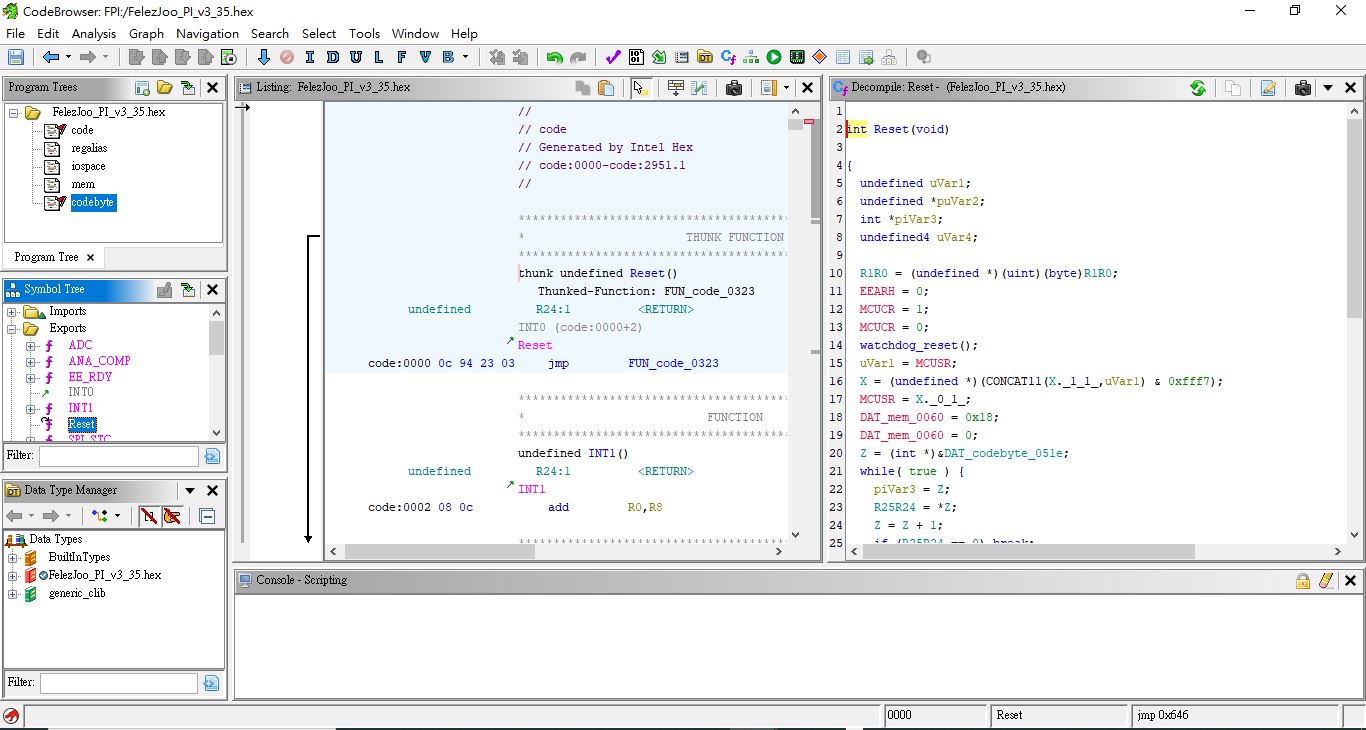 CodeBrowser: FPI:/FelezJoo_PI_v3_35.hex
File Edit Analysis Graph Navigation Search Select Tools Window Help
I D U L F V B
Program Trees
FelezJoo_PI_v3_35.hex
code
regalias
iospace
mem
codebyte
Program Tree
Symbol Tree
Imports
Exports
ADC
ANA_COMP
EE_RDY
INT0
INT1
Reset
SPI_STC
Filter:
Data Type Manager
Data Types
BuiltInTypes
FelezJoo_PI_v3_35.hex
generic_clib
Filter:
Listing: FelezJoo_PI_v3_35.hex
//
// code
// Generated by Intel Hex
// code:0000-code:2951.1
//
**************************************
* THUNK FUNCTION
**************************************
thunk undefined Reset()
Thunked-Function: FUN_code_0323
undefined R24:1 <RETURN>
INT0 (code:0000+2)
Reset
code:0000 0c 94 23 03 jmp FUN_code_0323
**************************************
* FUNCTION
**************************************
undefined INT1()
undefined R24:1 <RETURN>
INT1
code:0002 08 0c add R0,R8
**************************************
Decompile: Reset - (FelezJoo_PI_v3_35.hex)
1
2 int Reset(void)
3
4 {
5 undefined uVar1;
6 undefined *puVar2;
7 int *piVar3;
8 undefined4 uVar4;
9
10 R1R0 = (undefined *)(uint)(byte)R1R0;
11 EEARH = 0;
12 MCUCR = 1;
13 MCUCR = 0;
14 watchdog_reset();
15 uVar1 = MCUSR;
16 X = (undefined *)(CONCAT11(X._1_1_,uVar1) & 0xfff7);
17 MCUSR = X._0_1_;
18 DAT_mem_0060 = 0x18;
19 DAT_mem_0060 = 0;
20 Z = (int *)&DAT_codebyte_051e;
21 while( true ) {
22 piVar3 = Z;
23 R25R24 = *Z;
24 Z = Z + 1;
25 if (R25R24 == 0) break;
Console - Scripting
0000
Reset
jmp 0x646